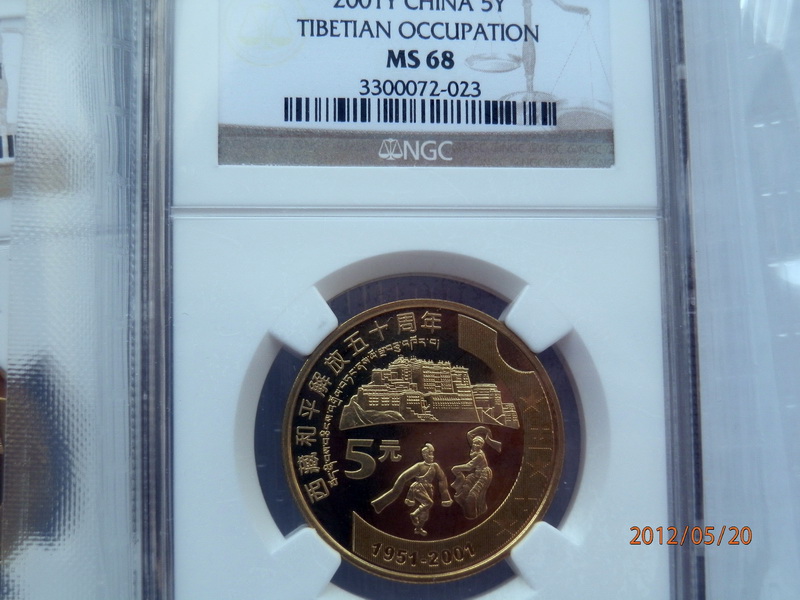 2001Y CHINA 5Y
TIBETIAN OCCUPATION
MS 68
3300072-023
NGC
西藏和平解放五十周年
5元
1951-2001
2012/05/20